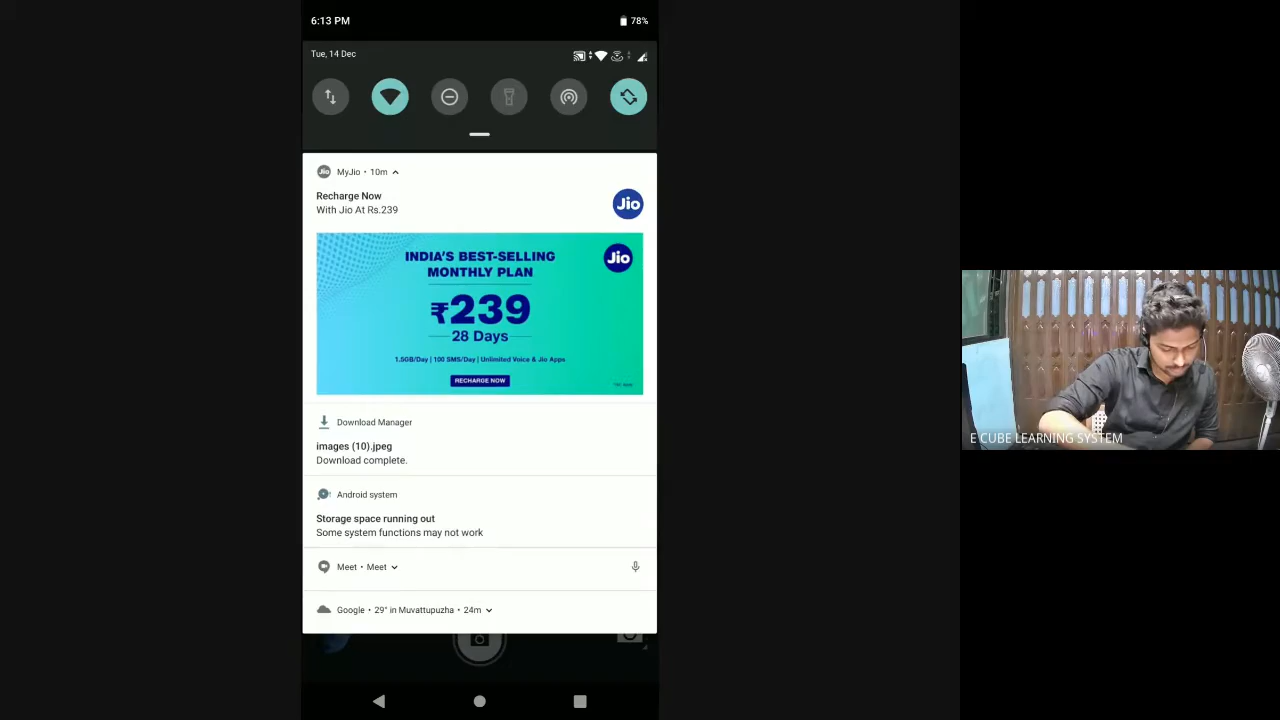 6:13 PM
78%
Tue, 14 Dec
Jio MyJio • 10m
Recharge Now
With Jio At Rs.239
Jio
INDIA'S BEST-SELLING
MONTHLY PLAN
Jio
₹239
28 Days
1.5GB/Day | 100 SMS/Day | Unlimited Voice & Jio Apps
RECHARGE NOW
Download Manager
images (10).jpeg
Download complete.
Android system
Storage space running out
Some system functions may not work
Meet • Meet
Google • 29° in Muvattupuzha • 24m
E CUBE LEARNING SYSTEM